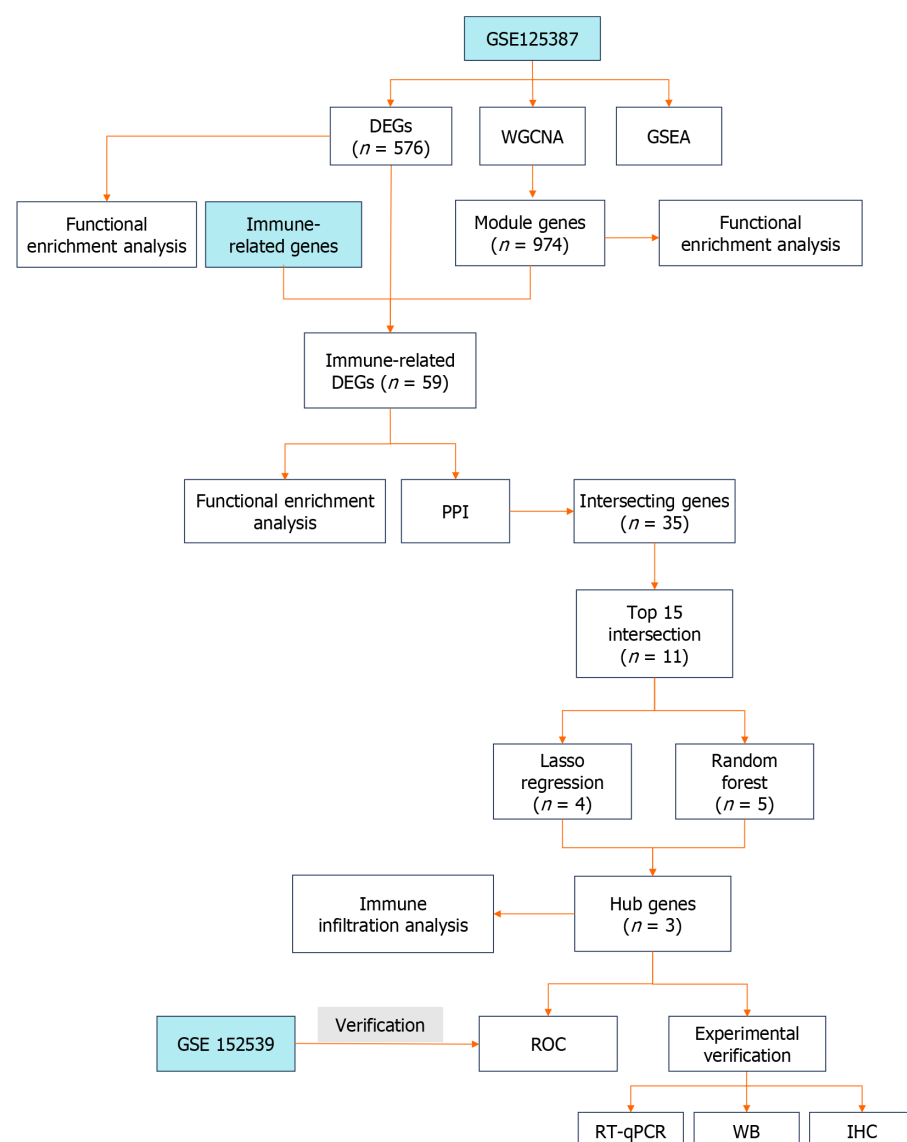 GSE125387
DEGs
(n = 576)
WGCNA
GSEA
Functional
enrichment analysis
Immune-
related genes
Module genes
(n = 974)
Functional
enrichment analysis
Immune-related
DEGs (n = 59)
Functional enrichment
analysis
PPI
Intersecting genes
(n = 35)
Top 15
intersection
(n = 11)
Lasso
regression
(n = 4)
Random
forest
(n = 5)
Immune
infiltration analysis
Hub genes
(n = 3)
GSE 152539
Verification
ROC
Experimental
verification
RT-qPCR
WB
IHC